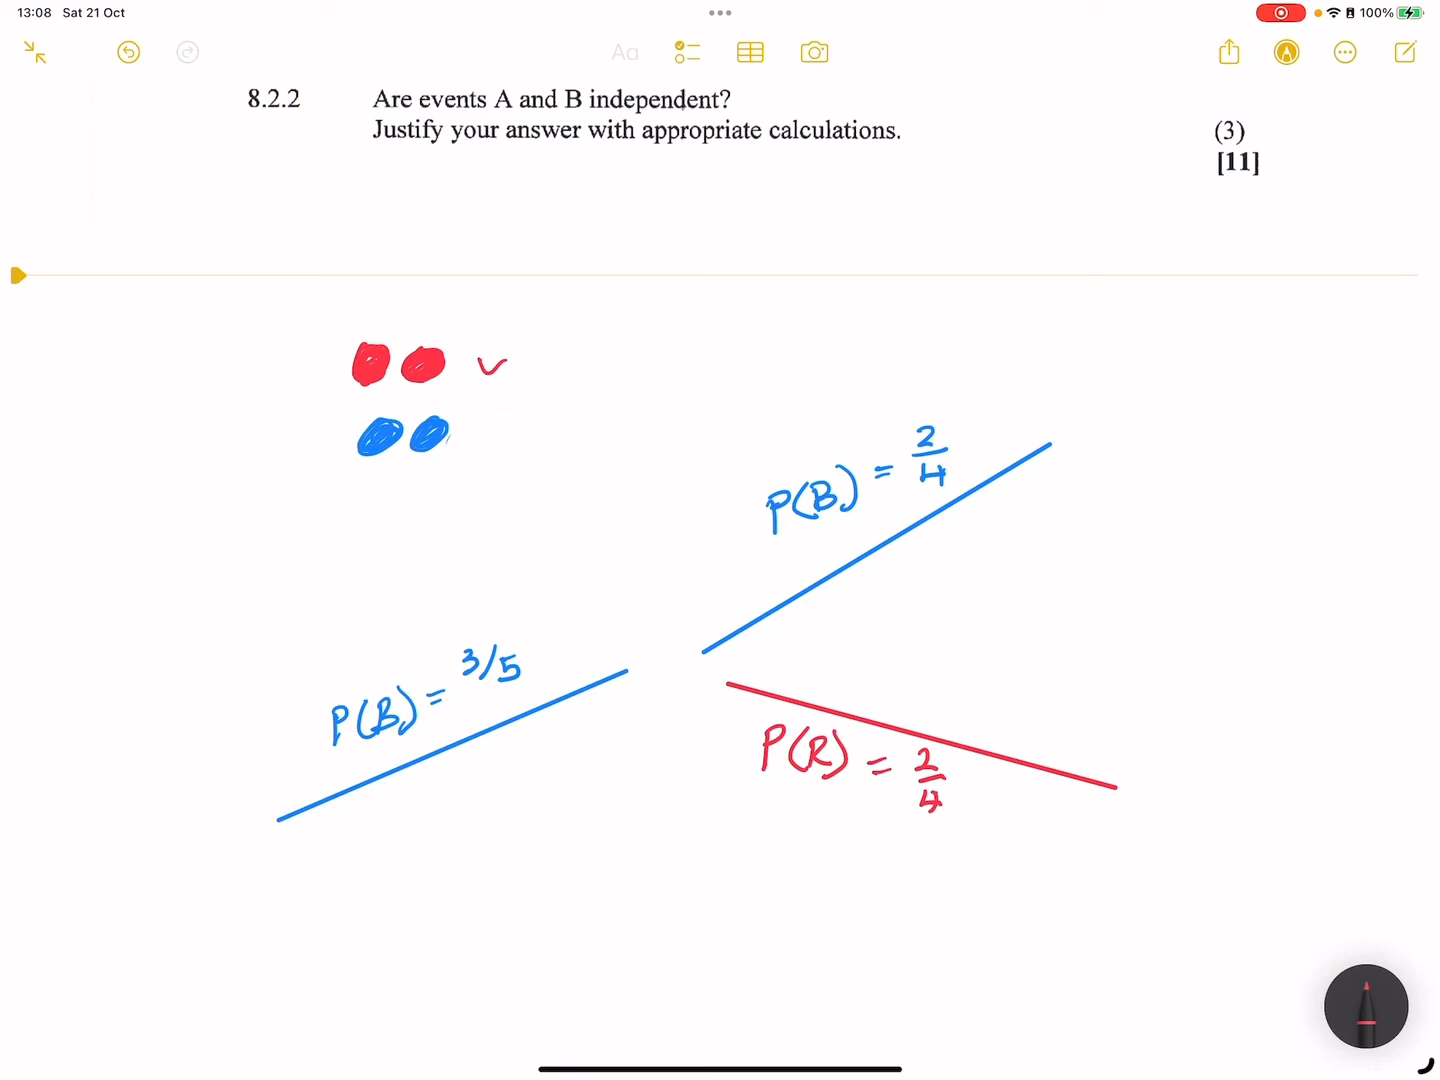 13:08 Sat 21 Oct
100%
Aa
8.2.2 Are events A and B independent?
Justify your answer with appropriate calculations. (3)
[11]
P(B) = 2/4
P(B) = 3/5
P(R) = 2/4